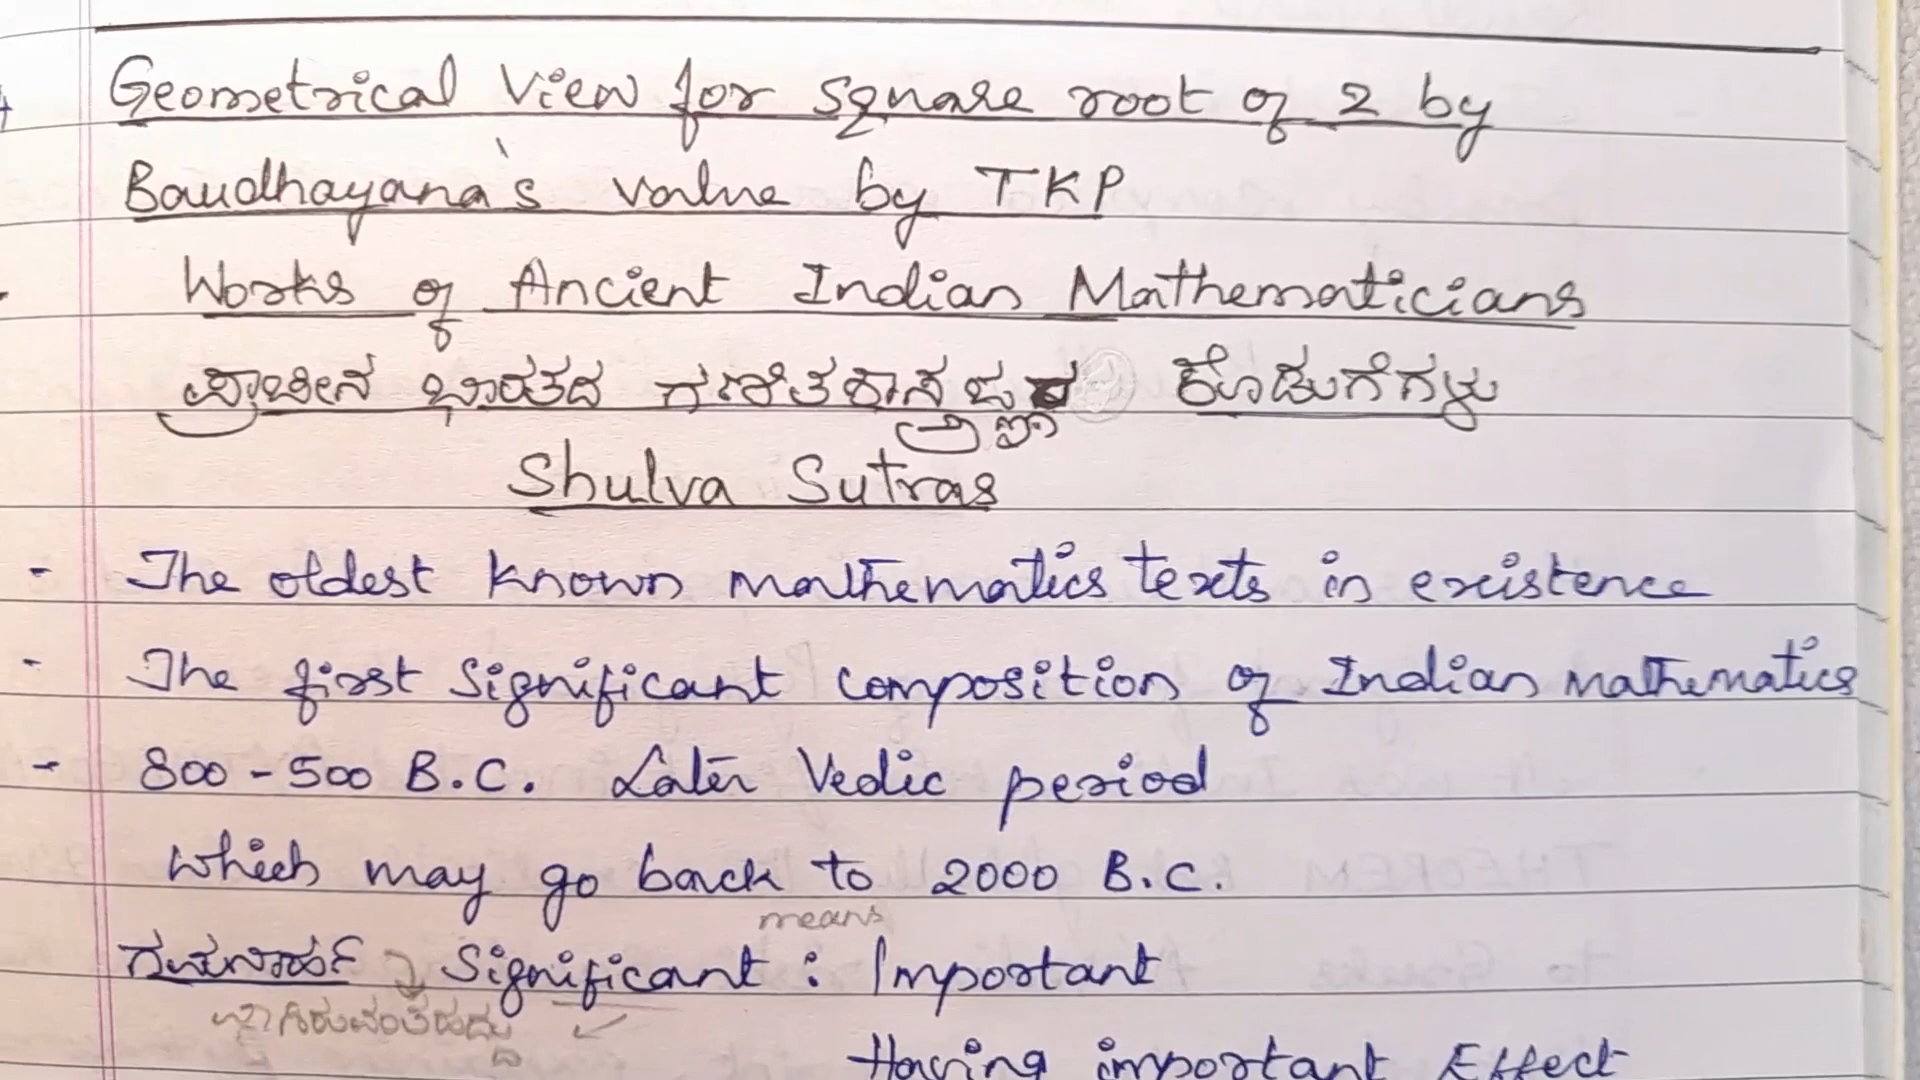 Geometrical View for square root of 2 by
Baudhayana's value by TKP
Works of Ancient Indian Mathematicians
ಪ್ರಾಚೀನ ಭಾರತದ ಗಣಿತಶಾಸ್ತ್ರಜ್ಞರ ಕೊಡುಗೆಗಳು
Shulva Sutras
- The oldest known mathematics texts in existence
- The first significant composition of Indian mathematics
- 800-500 B.C. Later Vedic period
which may go back to 2000 B.C.
means
ಗಮನಾರ್ಹ Significant : Important
Having important Effect